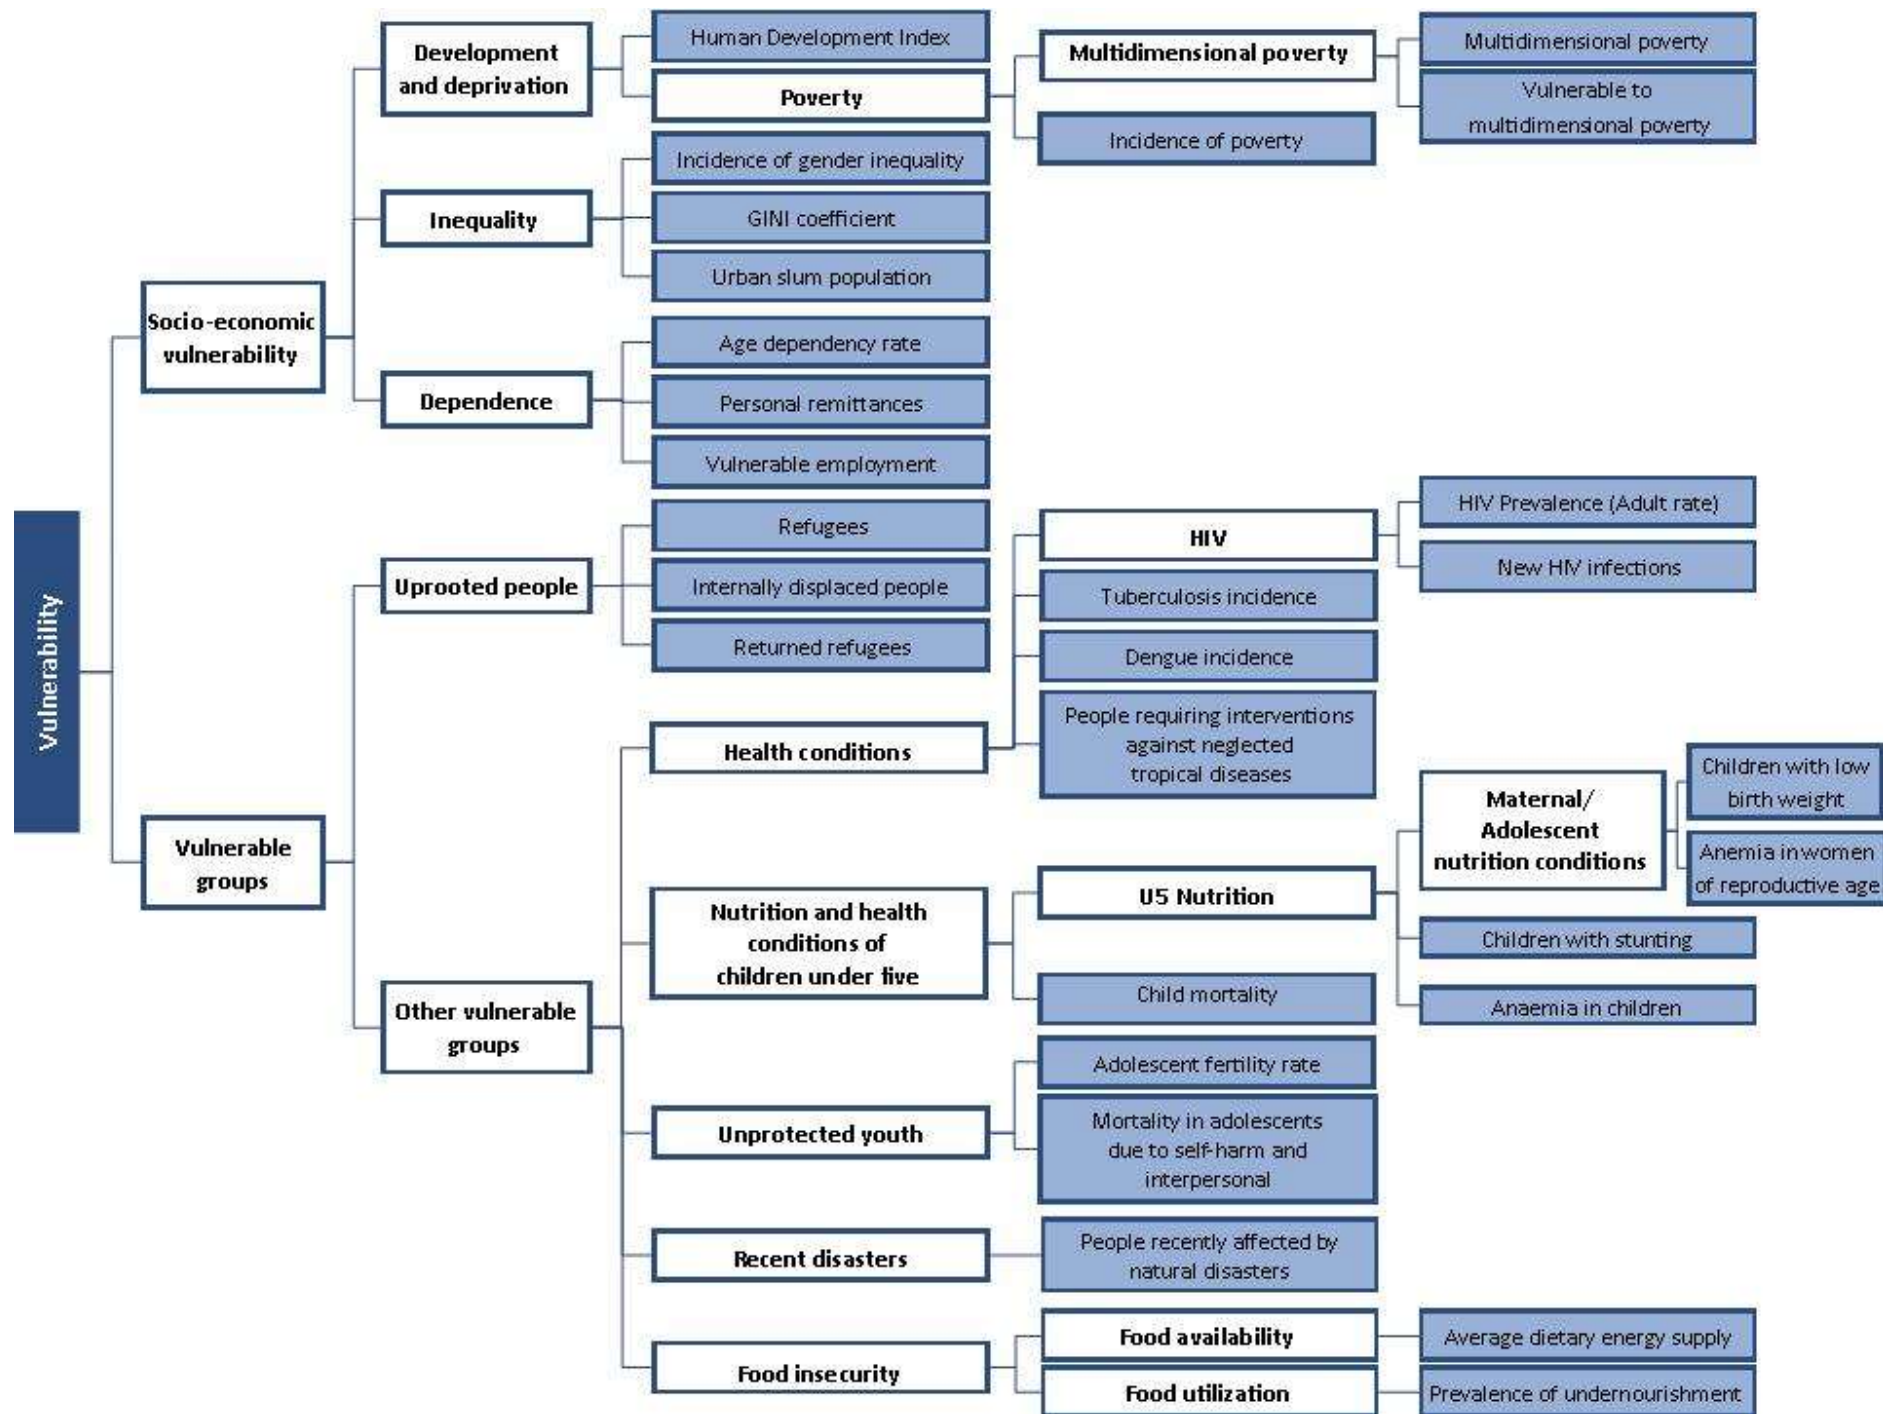 Vulnerability
Socio-economic
vulnerability
Development
and deprivation
Human Development Index
Poverty
Multidimensional poverty
Multidimensional poverty
Vulnerable to
multidimensional poverty
Incidence of poverty
Inequality
Incidence of gender inequality
GINI coefficient
Urban slum population
Dependence
Age dependency rate
Personal remittances
Vulnerable employment
Vulnerable
groups
Uprooted people
Refugees
Internally displaced people
Returned refugees
Other vulnerable
groups
Health conditions
HIV
HIV Prevalence (Adult rate)
New HIV infections
Tuberculosis incidence
Dengue incidence
People requiring interventions
against neglected
tropical diseases
Nutrition and health
conditions of
children under five
U5 Nutrition
Maternal/
Adolescent
nutrition conditions
Children with low
birth weight
Anemia in women
of reproductive age
Children with stunting
Anaemia in children
Child mortality
Unprotected youth
Adolescent fertility rate
Mortality in adolescents
due to self-harm and
interpersonal
Recent disasters
People recently affected by
natural disasters
Food insecurity
Food availability
Average dietary energy supply
Food utilization
Prevalence of undernourishment